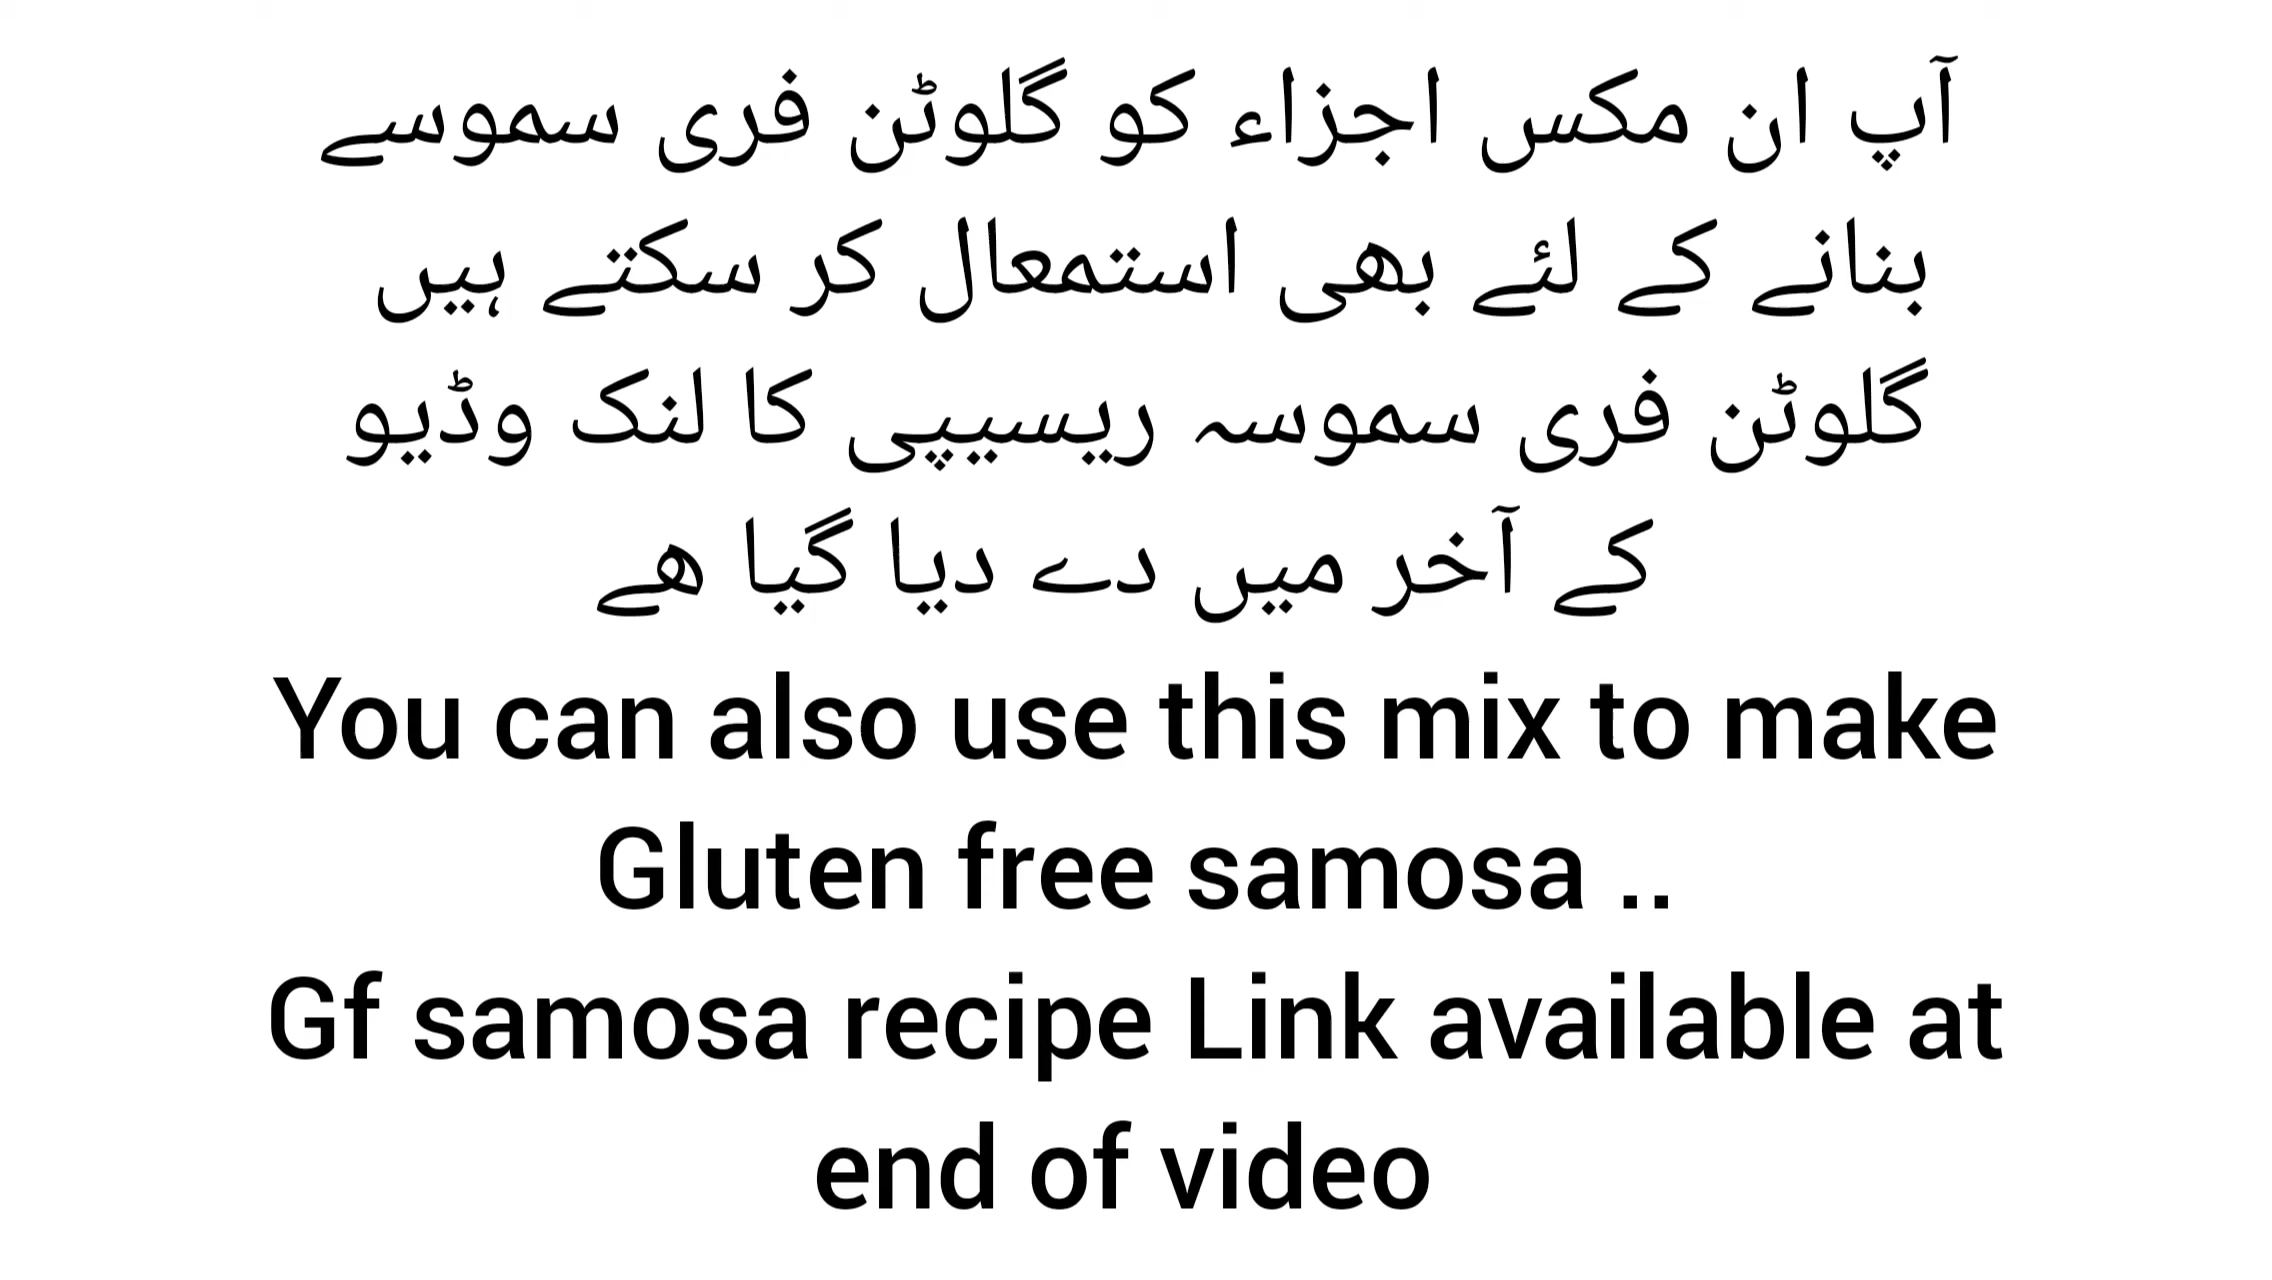 آپ ان مکس اجزاء کو گلوٹن فری سموسے
بنانے کے لئے بھی استمعال کر سکتے ہیں
گلوٹن فری سموسہ ریسیپی کا لنک وڈیو
کے آخر میں دے دیا گیا ھے
You can also use this mix to make
Gluten free samosa ..
Gf samosa recipe Link available at
end of video